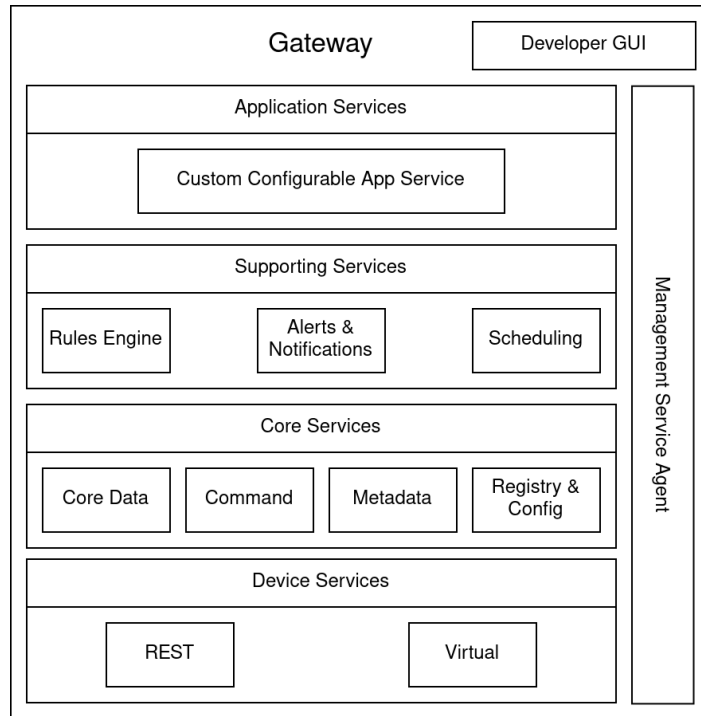 Gateway
Developer GUI
Application Services
Custom Configurable App Service
Supporting Services
Rules Engine
Alerts &
Notifications
Scheduling
Core Services
Core Data
Command
Metadata
Registry &
Config
Device Services
REST
Virtual
Management Service Agent